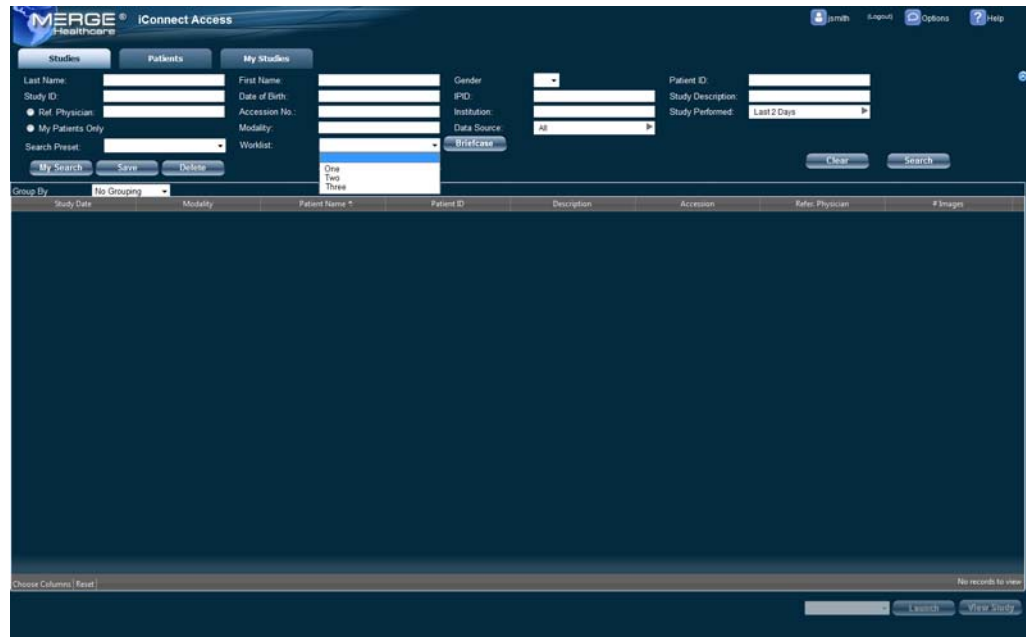 MERGE® iConnect Access jsmith (Logout) Options ? Help
Healthcare
Studies Patients My Studies
Last Name: First Name: Gender Patient ID:
Study ID: Date of Birth: IPID: Study Description:
Ref. Physician: Accession No.: Institution: Study Performed: Last 2 Days
My Patients Only Modality: Data Source: All
Search Preset: Worklist: Briefcase
Clear Search
My Search Save Delete
One
Two
Three
Group By No Grouping
Study Date Modality Patient Name Patient ID Description Accession Refer. Physician # Images
Choose Columns Reset No records to view
Launch View Study